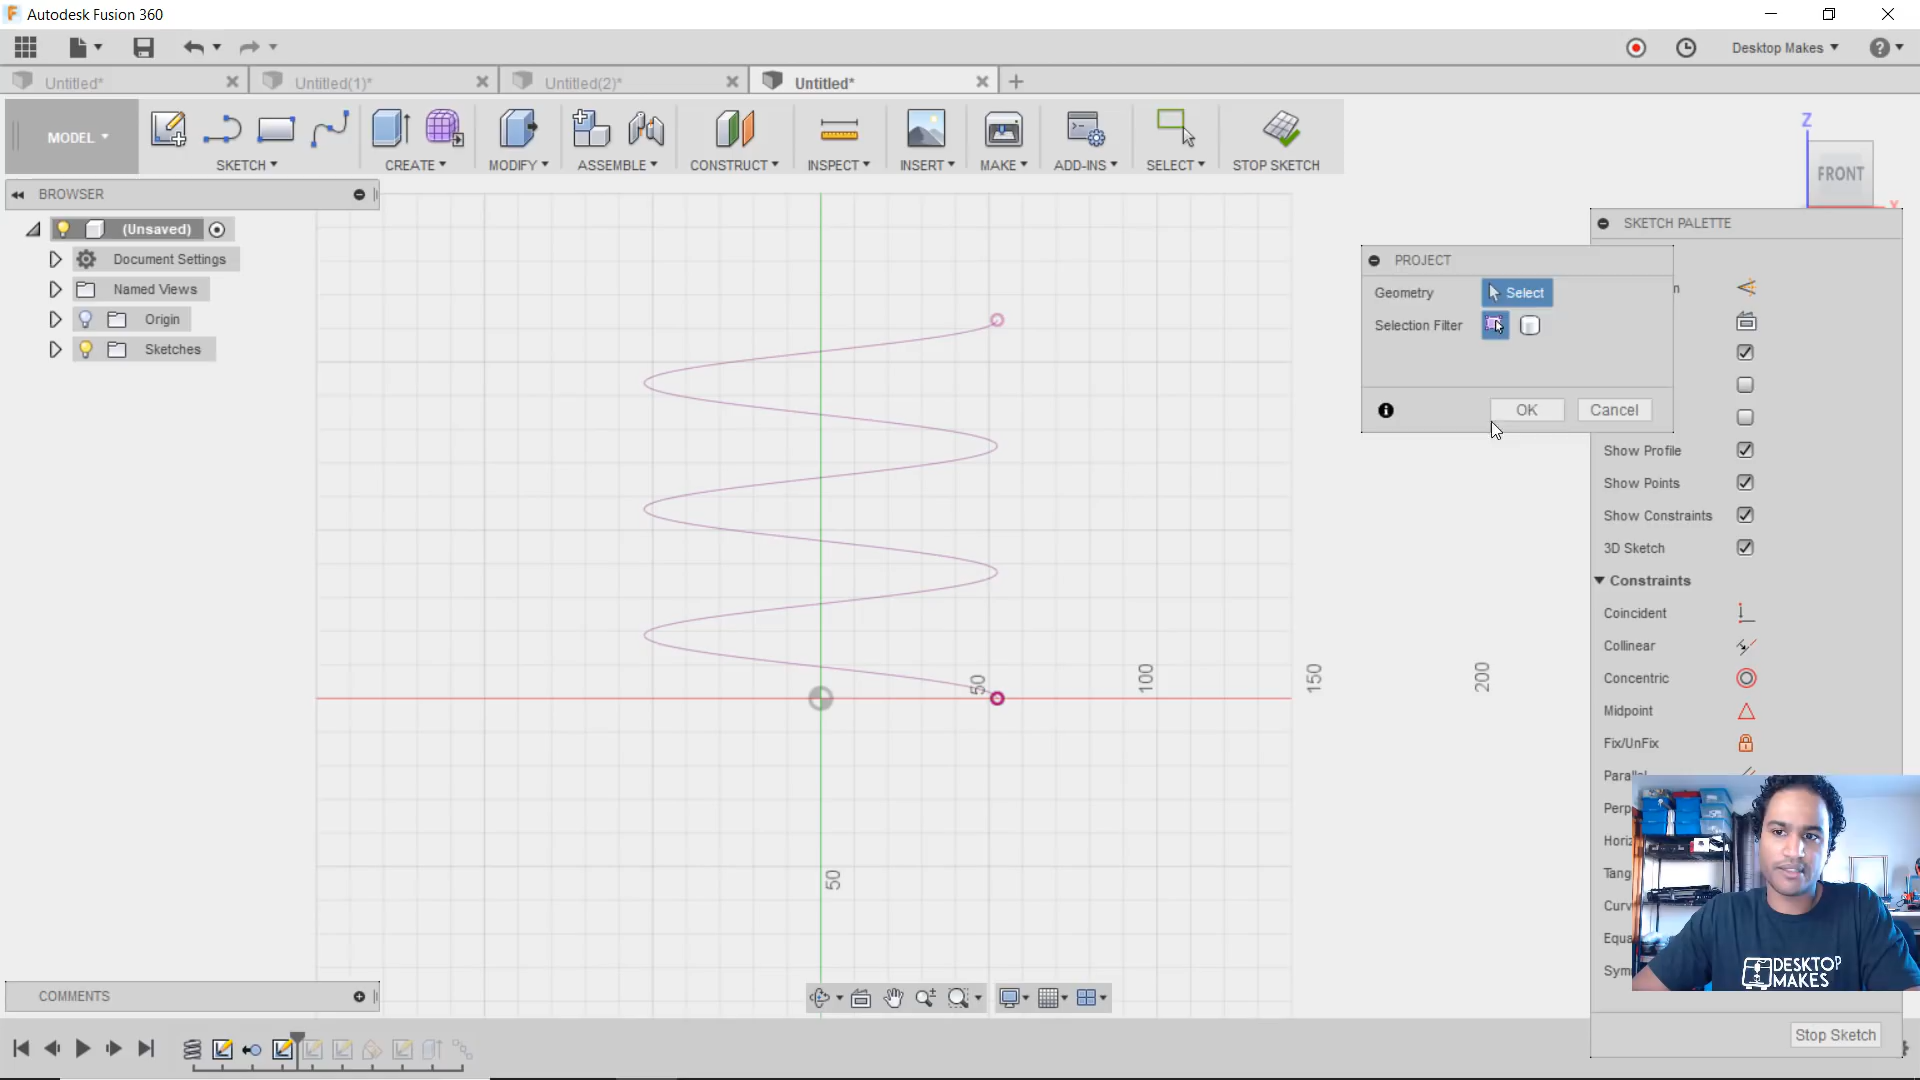 Autodesk Fusion 360
Desktop Makes
Untitled*
Untitled(1)*
Untitled(2)*
Untitled*
MODEL
SKETCH
CREATE
MODIFY
ASSEMBLE
CONSTRUCT
INSPECT
INSERT
MAKE
ADD-INS
SELECT
STOP SKETCH
Z
FRONT
X
BROWSER
(Unsaved)
Document Settings
Named Views
Origin
Sketches
SKETCH PALETTE
PROJECT
Geometry
Select
Selection Filter
OK
Cancel
Show Profile
Show Points
Show Constraints
3D Sketch
Constraints
Coincident
Collinear
Concentric
Midpoint
Fix/UnFix
50
100
150
200
50
DESKTOP
MAKES
COMMENTS
Stop Sketch